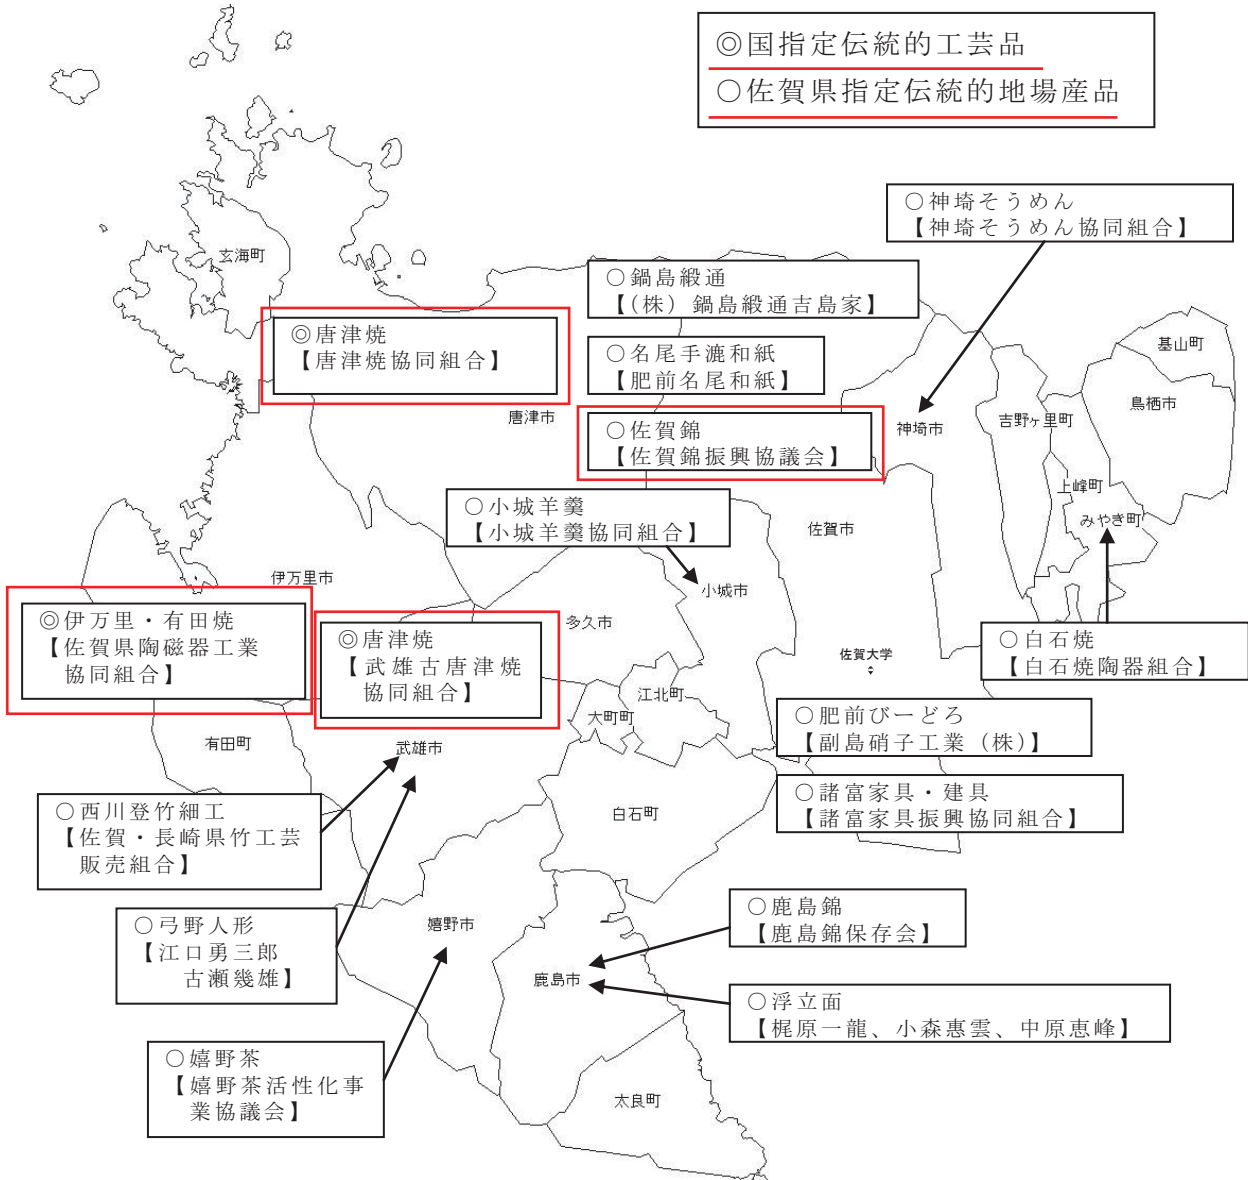 ◎国指定伝統的工芸品
○佐賀県指定伝統的地場産品
○神埼そうめん
【神埼そうめん協同組合】
玄海町
○鍋島緞通
【(株)鍋島緞通吉島家】
◎唐津焼
【唐津焼協同組合】
○名尾手漉和紙
【肥前名尾和紙】
基山町
鳥栖市
唐津市
○佐賀錦
【佐賀錦振興協議会】
神埼市
吉野ヶ里町
上峰町
みやき町
○小城羊羹
【小城羊羹協同組合】
佐賀市
伊万里市
小城市
多久市
◎伊万里・有田焼
【佐賀県陶磁器工業
協同組合】
◎唐津焼
【武雄古唐津焼
協同組合】
佐賀大学
○白石焼
【白石焼陶器組合】
江北町
大町町
有田町
武雄市
○肥前びーどろ
【副島硝子工業(株)】
○西川登竹細工
【佐賀・長崎県竹工芸
販売組合】
白石町
○諸富家具・建具
【諸富家具振興協同組合】
○弓野人形
【江口勇三郎
古瀬幾雄】
嬉野市
○鹿島錦
【鹿島錦保存会】
鹿島市
○浮立面
【梶原一龍、小森惠雲、中原恵峰】
○嬉野茶
【嬉野茶活性化事
業協議会】
太良町